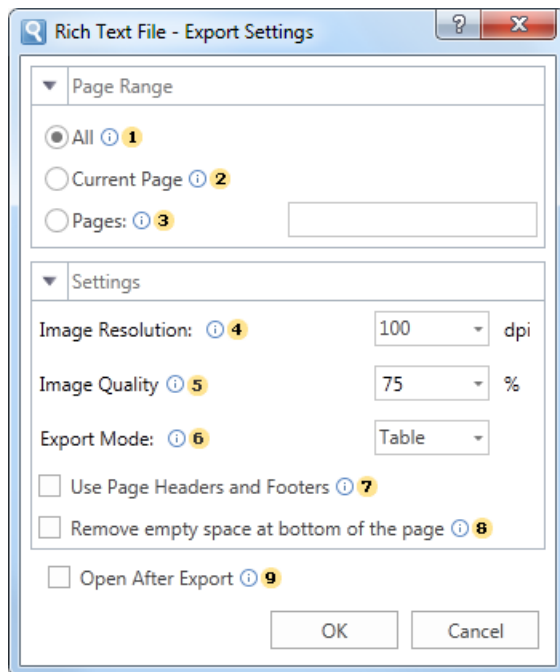 Rich Text File - Export Settings ?
Page Range
All 1
Current Page 2
Pages: 3
Settings
Image Resolution: 4 100 dpi
Image Quality 5 75 %
Export Mode: 6 Table
Use Page Headers and Footers 7
Remove empty space at bottom of the page 8
Open After Export 9
OK Cancel